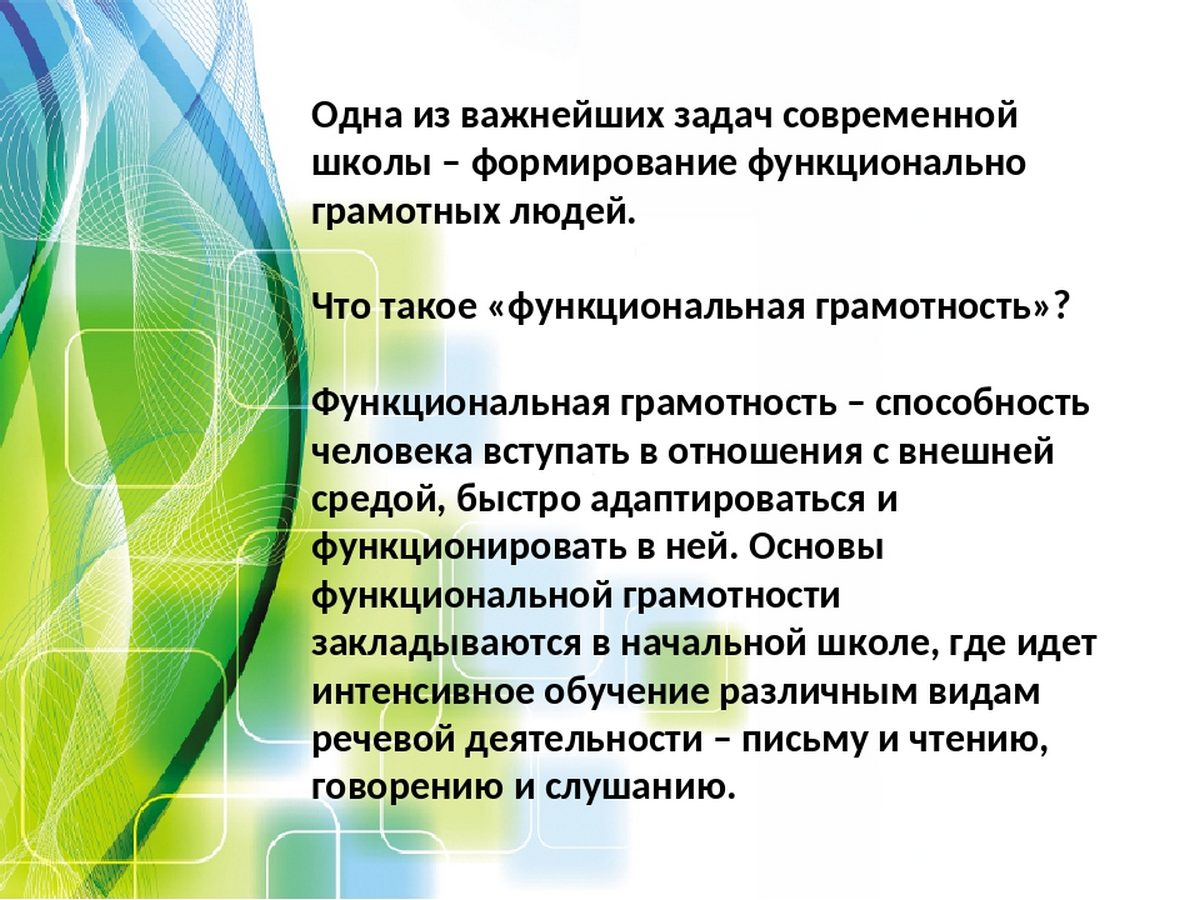 Одна из важнейших задач современной
школы – формирование функционально
грамотных людей.
Что такое «функциональная грамотность»?
Функциональная грамотность – способность
человека вступать в отношения с внешней
средой, быстро адаптироваться и
функционировать в ней. Основы
функциональной грамотности
закладываются в начальной школе, где идет
интенсивное обучение различным видам
речевой деятельности – письму и чтению,
говорению и слушанию.